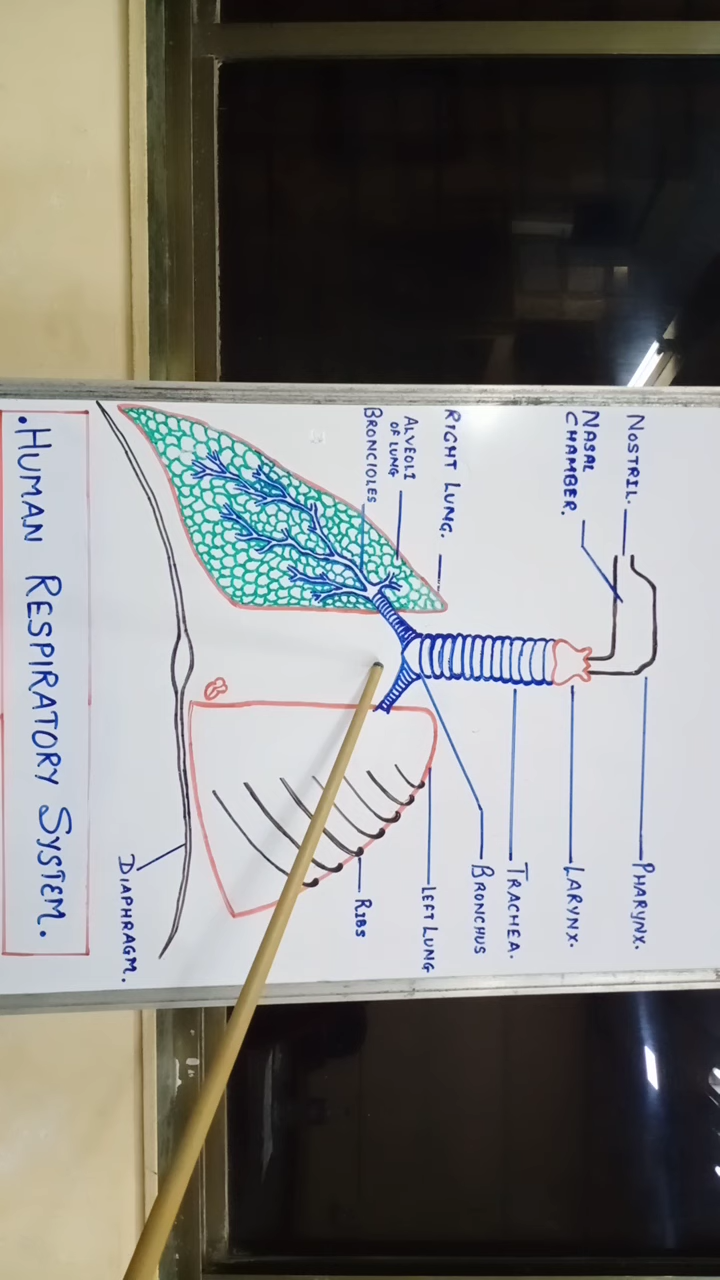 NOSTRIL.
NASAL
CHAMBER.
RIGHT LUNG.
ALVEOLI
OF LUNG
BRONCIOLES
PHARYNX.
LARYNX.
TRACHEA.
BRONCHUS
LEFT LUNG
RIBS
DIAPHRAGM.
.HUMAN RESPIRATORY SYSTEM.